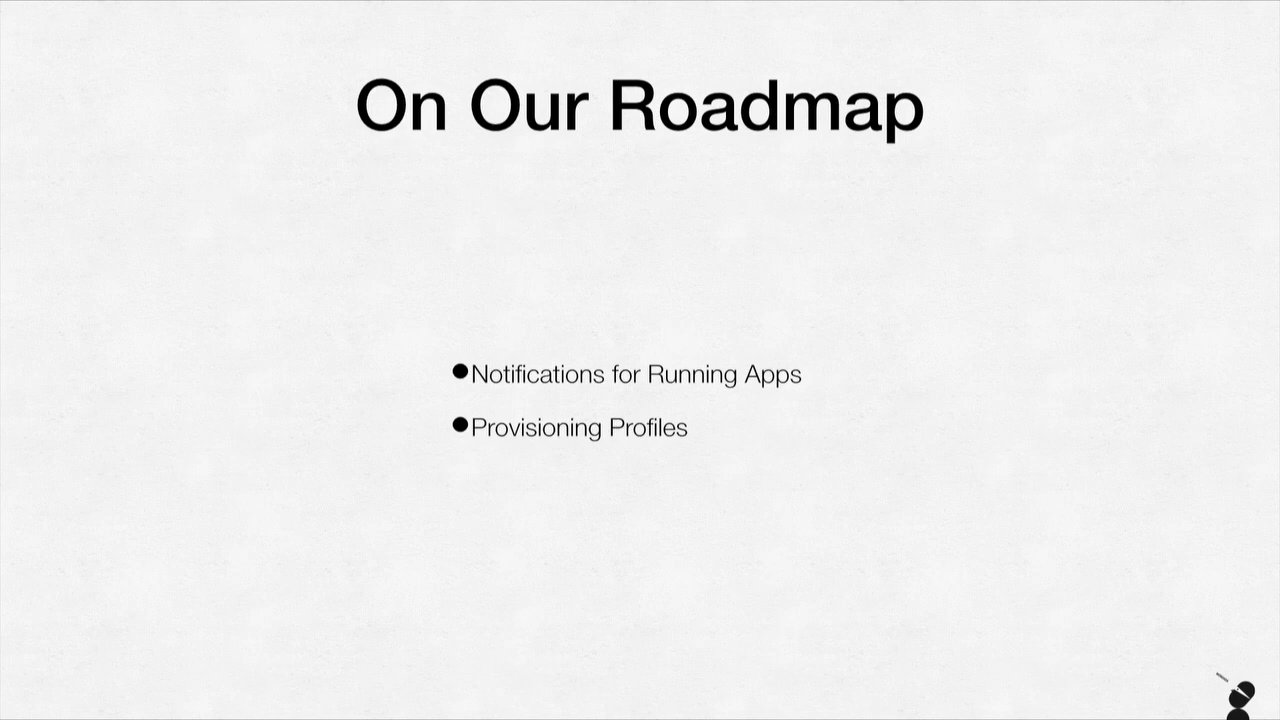 On Our Roadmap
●Notifications for Running Apps
●Provisioning Profiles